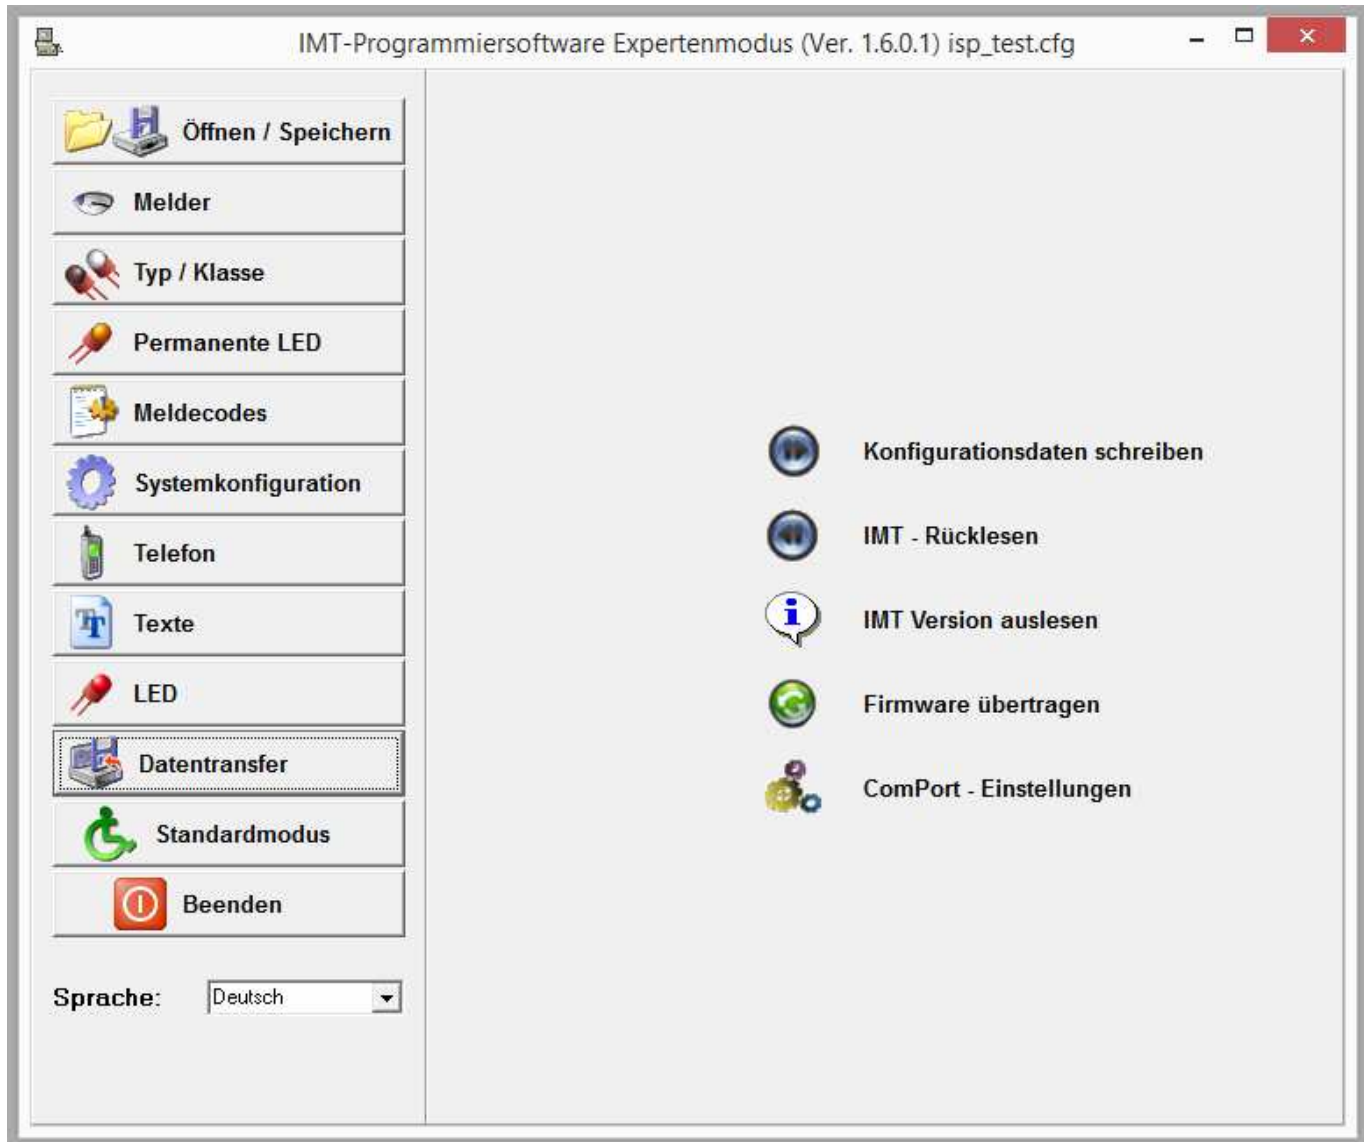 IMT-Programmiersoftware Expertenmodus (Ver. 1.6.0.1) isp_test.cfg
Öffnen / Speichern
Melder
Typ / Klasse
Permanente LED
Meldecodes
Systemkonfiguration
Telefon
Texte
LED
Datentransfer
Standardmodus
Beenden
Sprache: Deutsch
Konfigurationsdaten schreiben
IMT - Rücklesen
IMT Version auslesen
Firmware übertragen
ComPort - Einstellungen